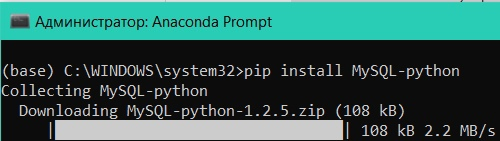 Администратор: Anaconda Prompt
(base) C:\WINDOWS\system32>pip install MySQL-python
Collecting MySQL-python
  Downloading MySQL-python-1.2.5.zip (108 kB)
     |████████████████████████████████| 108 kB 2.2 MB/s